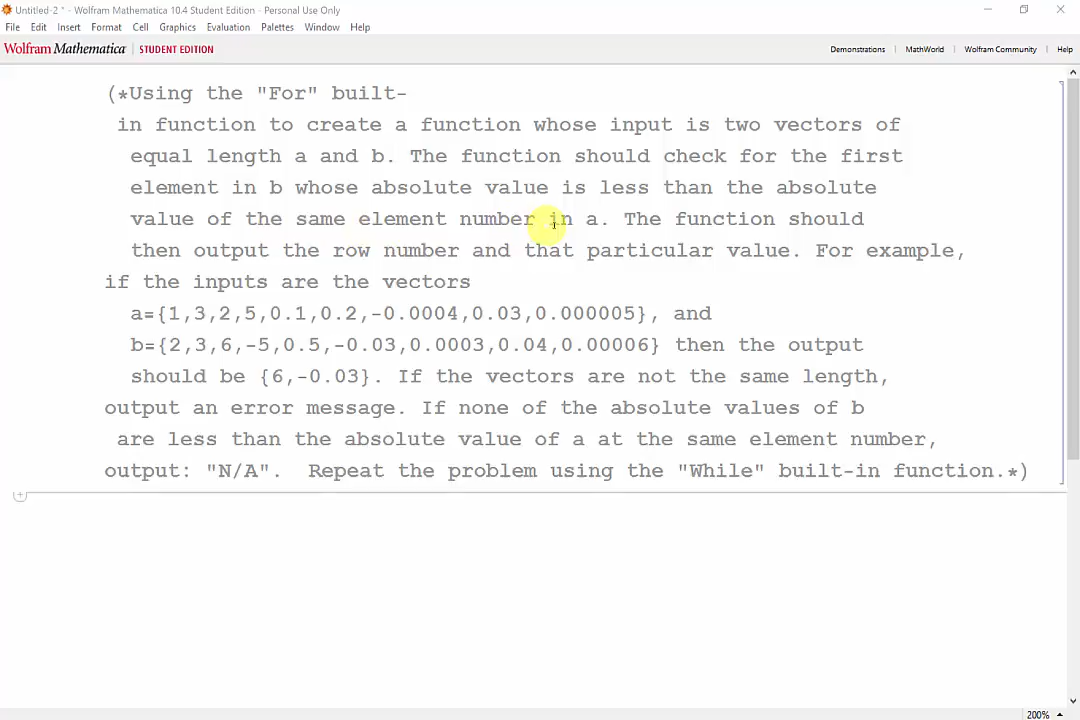 Untitled-2 * - Wolfram Mathematica 10.4 Student Edition - Personal Use Only
File Edit Insert Format Cell Graphics Evaluation Palettes Window Help
Wolfram Mathematica | STUDENT EDITION Demonstrations | MathWorld | Wolfram Community | Help
(*Using the "For" built-
in function to create a function whose input is two vectors of
equal length a and b. The function should check for the first
element in b whose absolute value is less than the absolute
value of the same element number in a. The function should
then output the row number and that particular value. For example,
if the inputs are the vectors
a={1,3,2,5,0.1,0.2,-0.0004,0.03,0.000005}, and
b={2,3,6,-5,0.5,-0.03,0.0003,0.04,0.00006} then the output
should be {6,-0.03}. If the vectors are not the same length,
output an error message. If none of the absolute values of b
are less than the absolute value of a at the same element number,
output: "N/A".  Repeat the problem using the "While" built-in function.*)
200%